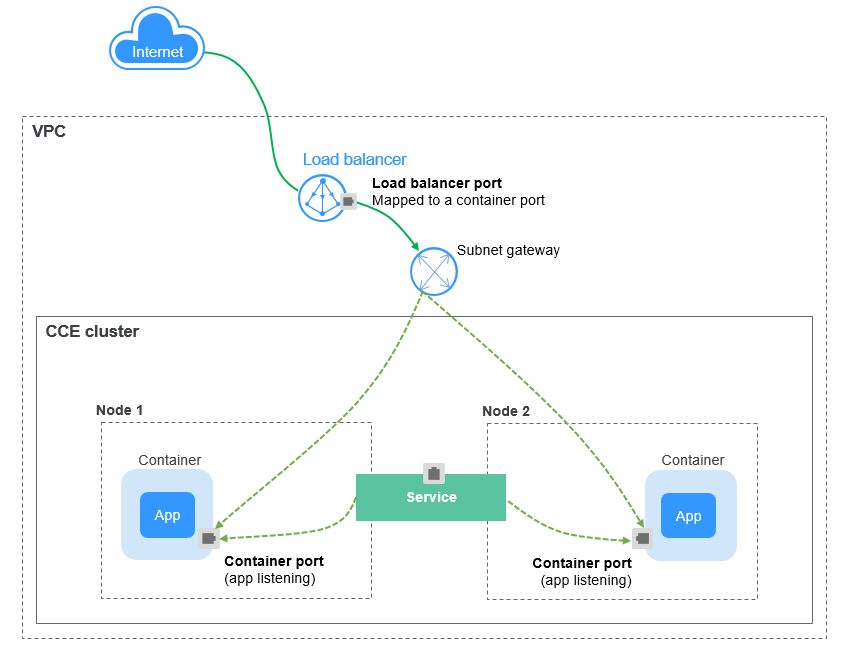 Internet
VPC
Load balancer
Load balancer port
Mapped to a container port
Subnet gateway
CCE cluster
Node 1
Node 2
Container
Container
App
Service
App
Container port
(app listening)
Container port
(app listening)